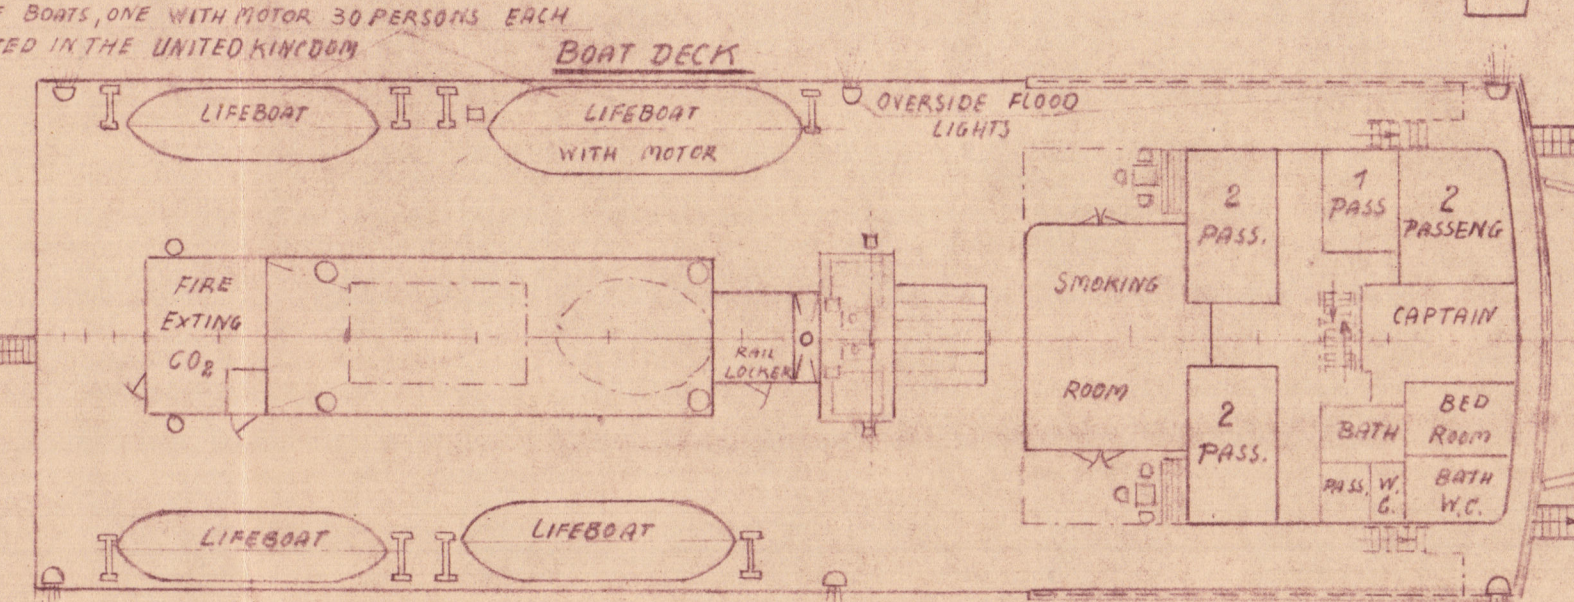 BOATS, ONE WITH MOTOR 30 PERSONS EACH
IN THE UNITED KINGDOM
BOAT DECK
LIFEBOAT
LIFEBOAT
WITH MOTOR
OVERSIDE FLOOD
LIGHTS
FIRE
EXTING
CO2
RAIL
LOCKER
SMOKING
ROOM
2
PASS.
1
PASS
2
PASSENG
CAPTAIN
2
PASS.
BED
ROOM
BATH
PASS.
W.
C.
BATH
W.C.
LIFEBOAT
LIFEBOAT